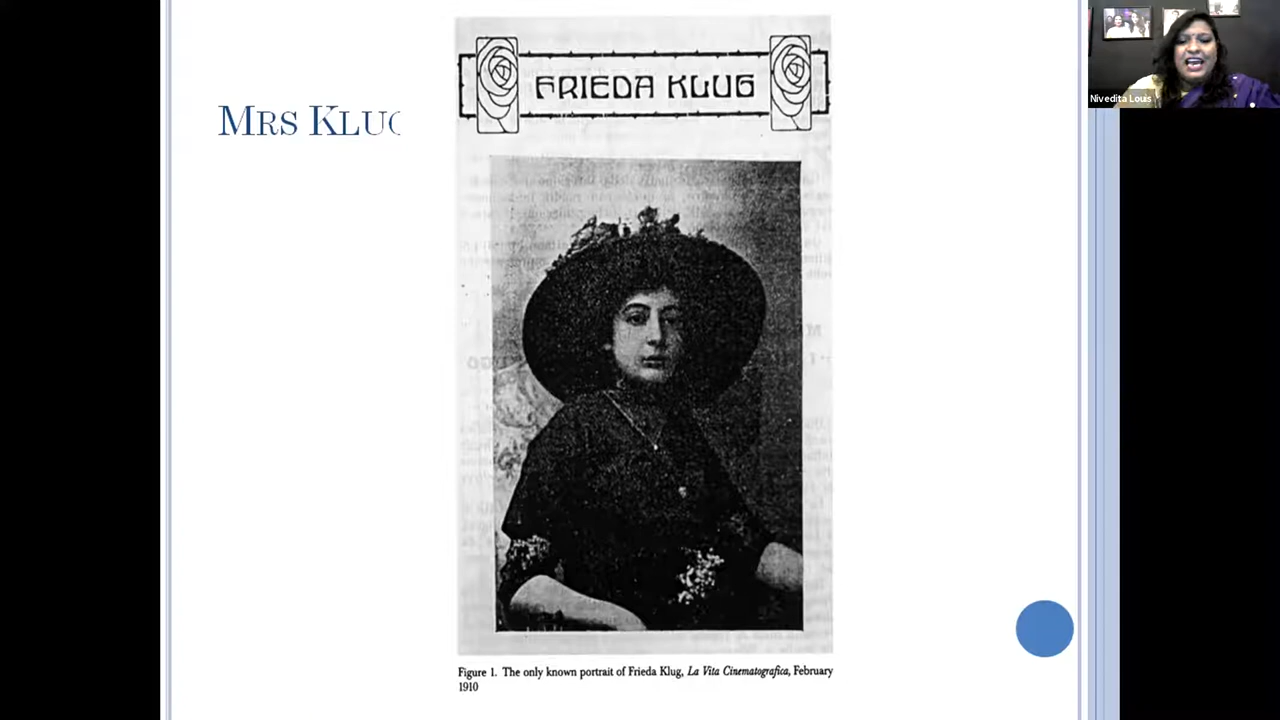 FRIEDA KLUG
MRS KLUG
Nivedita Louis
Figure 1. The only known portrait of Frieda Klug, La Vita Cinematografica, February
1910